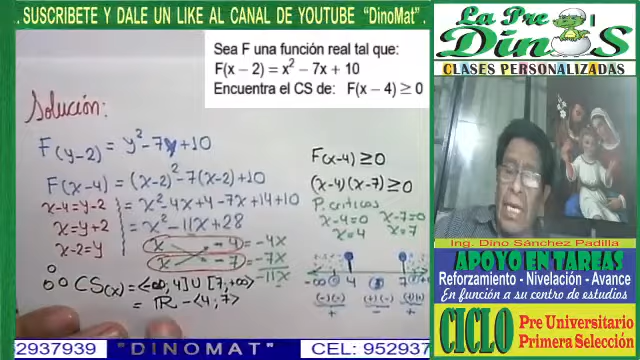 . SUSCRIBETE Y DALE UN LIKE AL CANAL DE YOUTUBE "DinoMat" .
La Pre
DinoS
CLASES PERSONALIZADAS
Sea F una función real tal que:
F(x – 2) = x² – 7x + 10
Encuentra el CS de: F(x – 4) ≥ 0
Solución:
F(y-2) = y²-7y+10
F(x-4) = (x-2)²-7(x-2)+10
x-4=y-2 = x²-4x+4-7x+14+10
x=y+2 = x²-11x+28
x-2=y
x -4) = -4x
x -7) = -7x
-11x
CS(x) = <-∞, 4] U [7, +∞>
= ℝ - <4; 7>
F(x-4) ≥ 0
(x-4)(x-7) ≥ 0
P. criticos
x-4=0 x-7=0
x=4 x=7
-∞ 4 7 +∞
(-)(-) (+)(-) (+)(+)
+ - +
Ing. Dino Sánchez Padilla
APOYO EN TAREAS
Reforzamiento - Nivelación - Avance
En función a su centro de estudios
CICLO Pre Universitario
Primera Selección
52937939 "DINOMAT" CEL: 952937